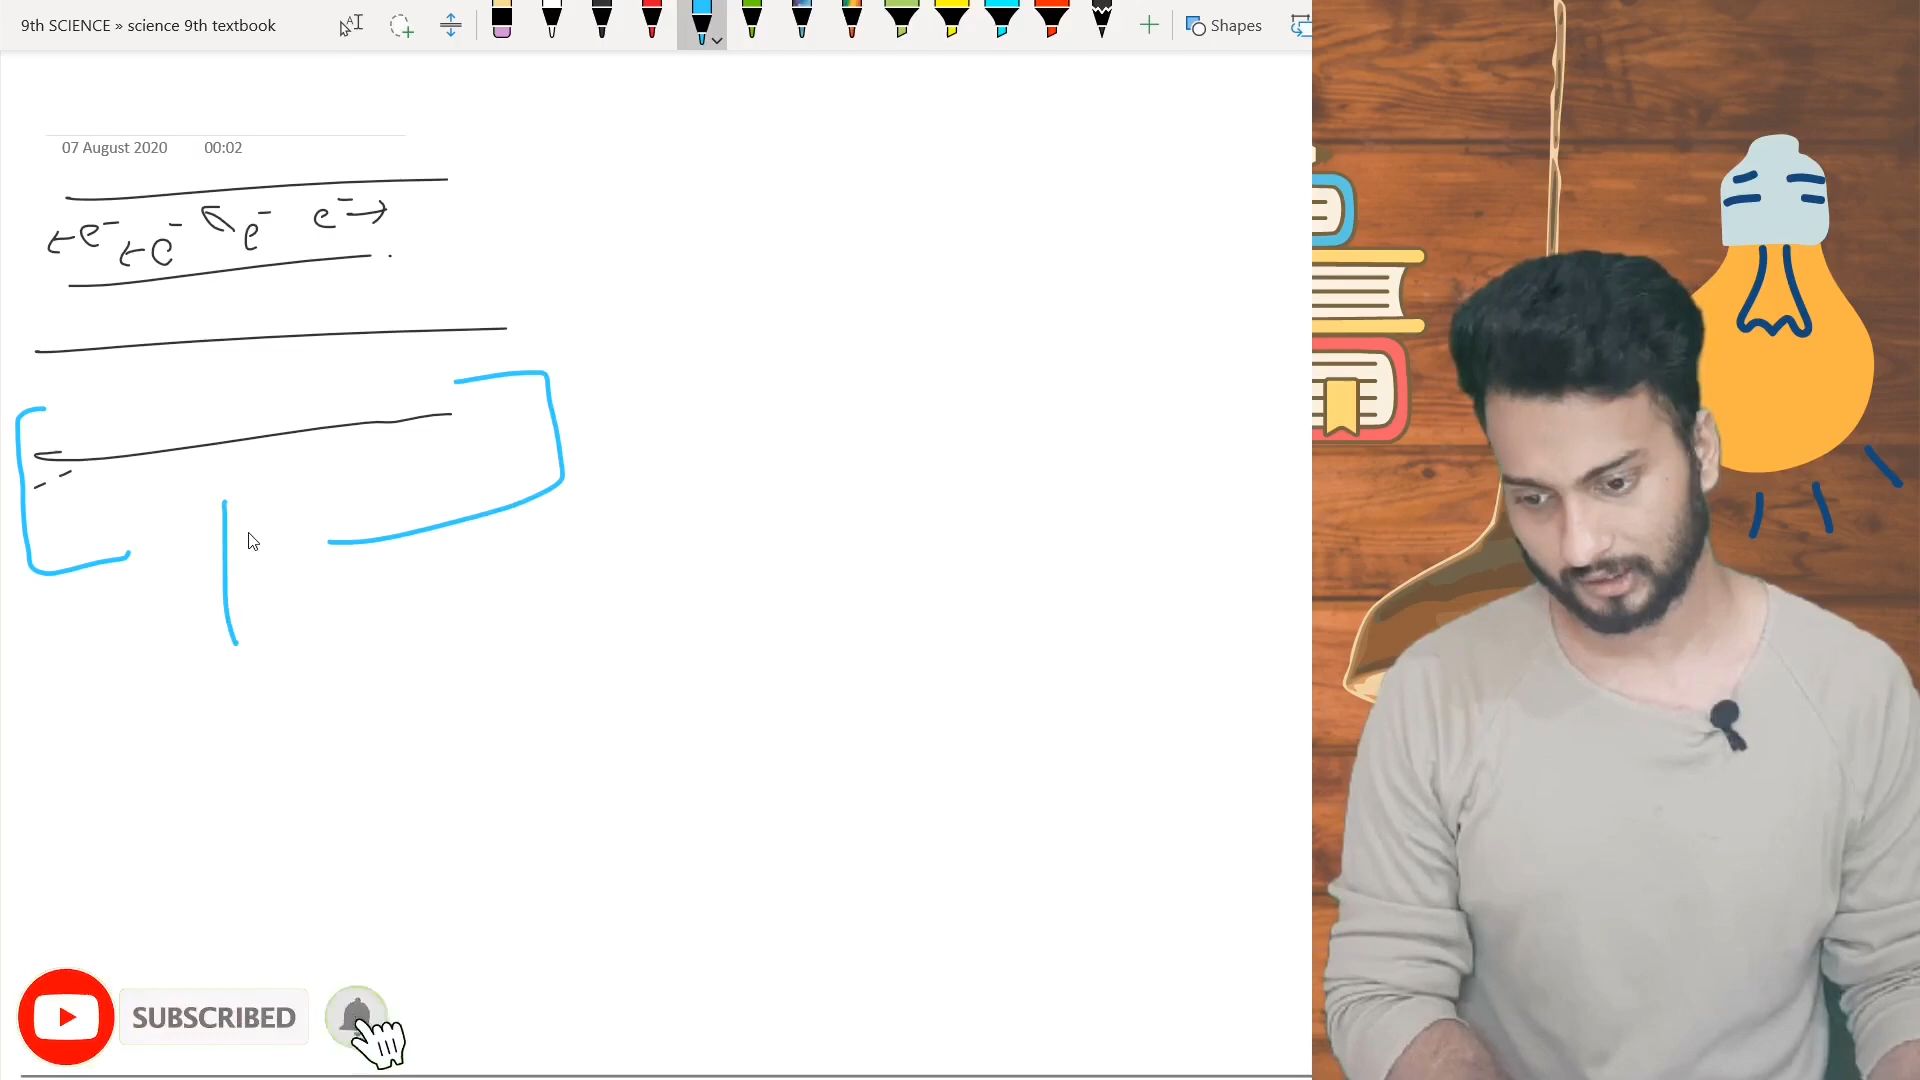 9th SCIENCE » science 9th textbook
Shapes
07 August 2020 00:02
e⁻ e⁻ e⁻ e⁻
SUBSCRIBED